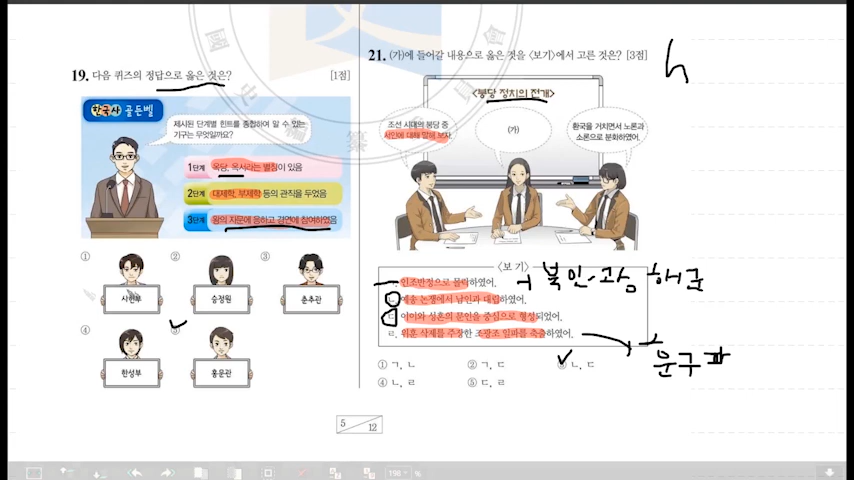 19. 다음 퀴즈의 정답으로 옳은 것은? [1점]
한국사 골든벨
제시된 단계별 힌트를 종합하여 알 수 있는
기구는 무엇일까요?
1단계 옥당, 옥서라는 별칭이 있음
2단계 대제학, 부제학 등의 관직을 두었음
3단계 왕의 자문에 응하고 경연에 참여하였음
① ② ③
사헌부 승정원 춘추관
④
한성부 홍문관
21. (가)에 들어갈 내용으로 옳은 것을 <보기>에서 고른 것은? [3점]
<붕당 정치의 전개>
조선 시대의 붕당 중
서인에 대해 말해 보자.
(가)
환국을 거치면서 노론과
소론으로 분화하였어.
<보 기>
인조반정으로 몰락하였어.
북인-광해군
ㄴ. 예송 논쟁에서 남인과 대립하였어.
ㄷ. 이이와 성혼의 문인을 중심으로 형성되었어.
ㄹ. 위훈 삭제를 주장한 조광조 일파를 축출하였어.
훈구파
① ㄱ, ㄴ ② ㄱ, ㄷ ③ ㄴ, ㄷ
④ ㄴ, ㄹ ⑤ ㄷ, ㄹ
5 12
198 %